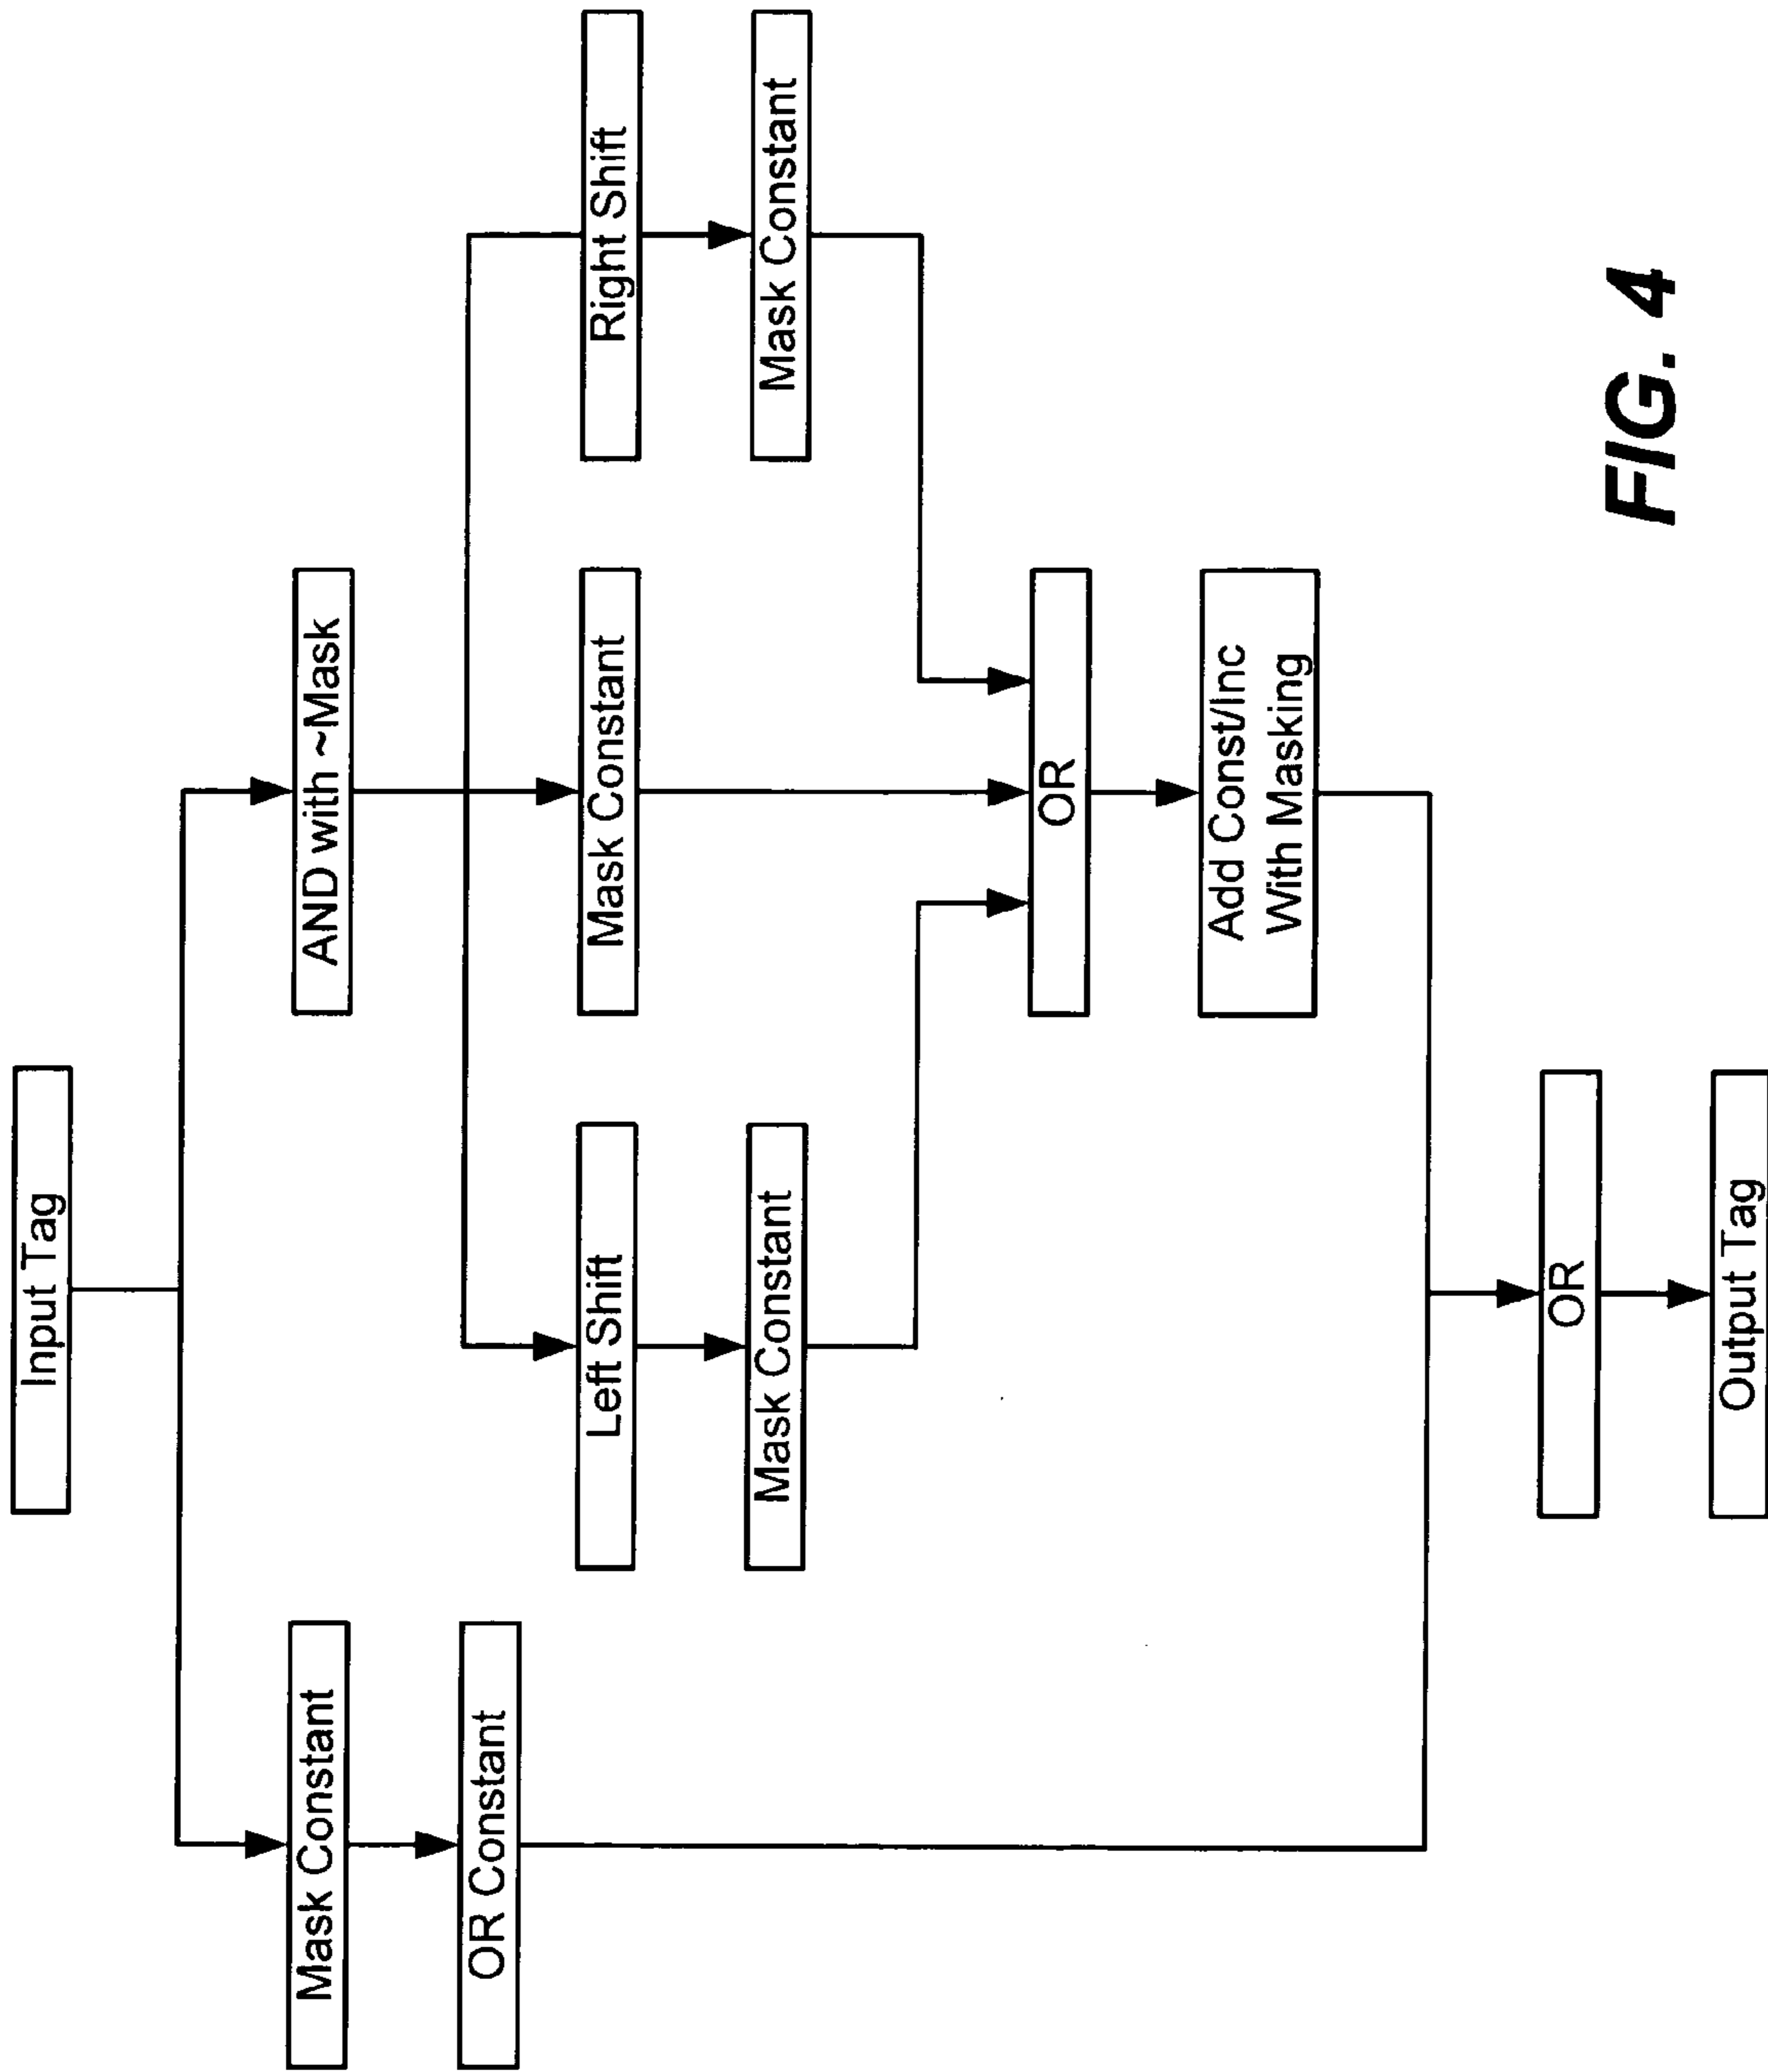 Input Tag
Mask Constant
AND with ~Mask
OR Constant
Left Shift
Mask Constant
Right Shift
Mask Constant
Mask Constant
OR
Add Const/Inc
With Masking
OR
Output Tag
FIG. 4